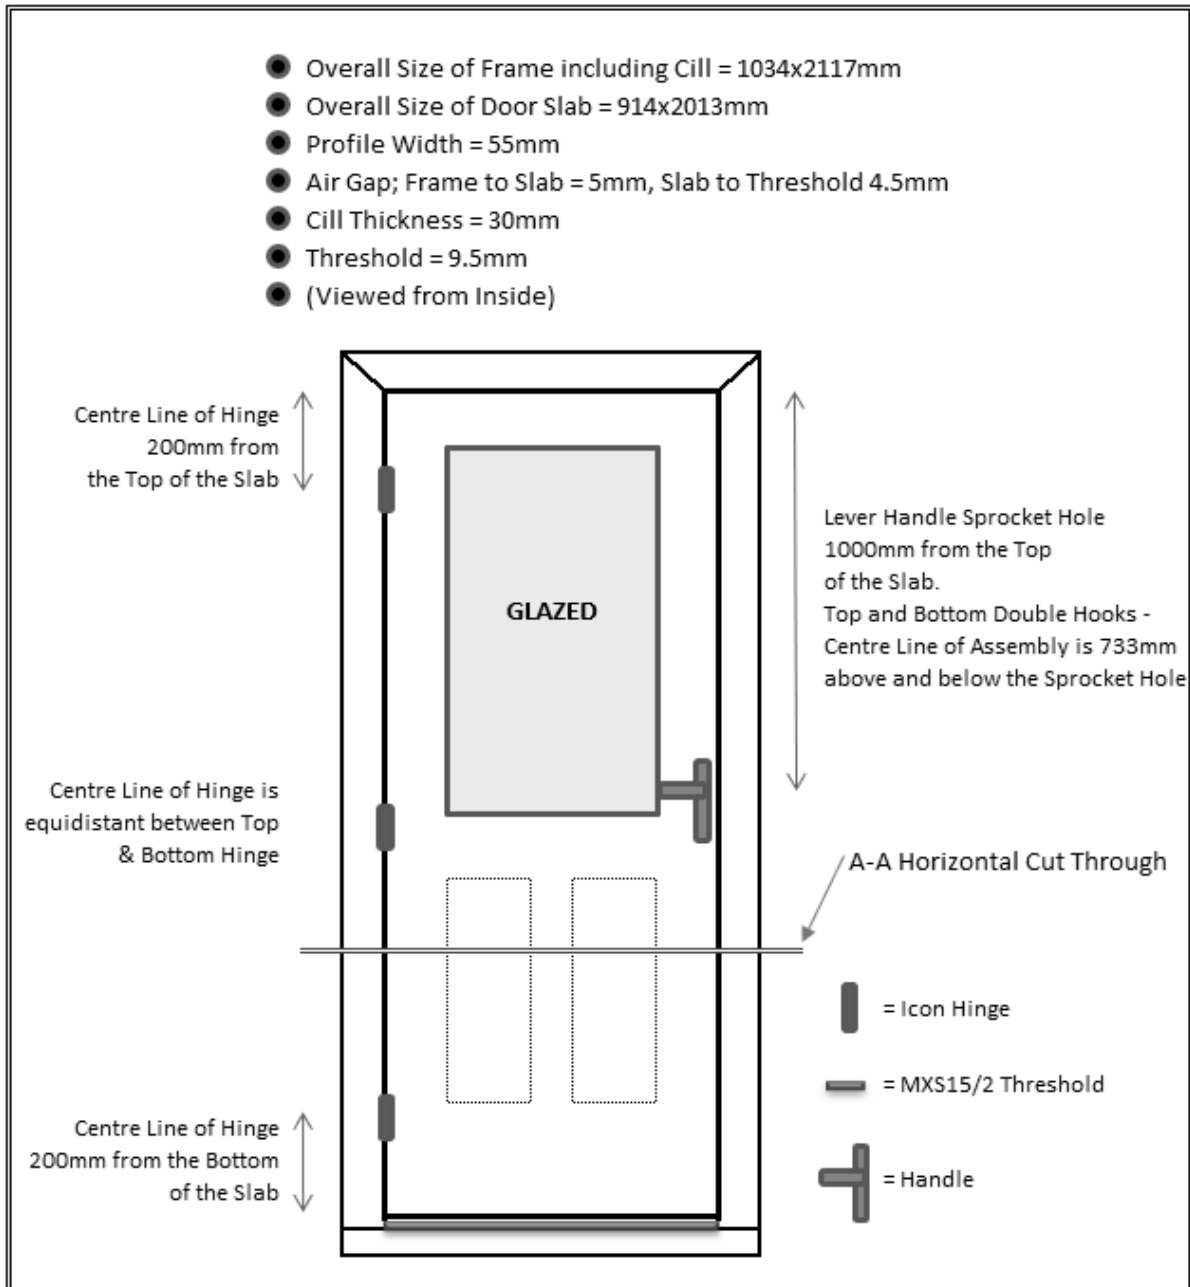 Overall Size of Frame including Cill = 1034x2117mm
Overall Size of Door Slab = 914x2013mm
Profile Width = 55mm
Air Gap; Frame to Slab = 5mm, Slab to Threshold 4.5mm
Cill Thickness = 30mm
Threshold = 9.5mm
(Viewed from Inside)
Centre Line of Hinge
200mm from
the Top of the Slab
Lever Handle Sprocket Hole
1000mm from the Top
of the Slab.
Top and Bottom Double Hooks -
Centre Line of Assembly is 733mm
above and below the Sprocket Hole
GLAZED
Centre Line of Hinge is
equidistant between Top
& Bottom Hinge
A-A Horizontal Cut Through
= Icon Hinge
= MXS15/2 Threshold
= Handle
Centre Line of Hinge
200mm from the Bottom
of the Slab